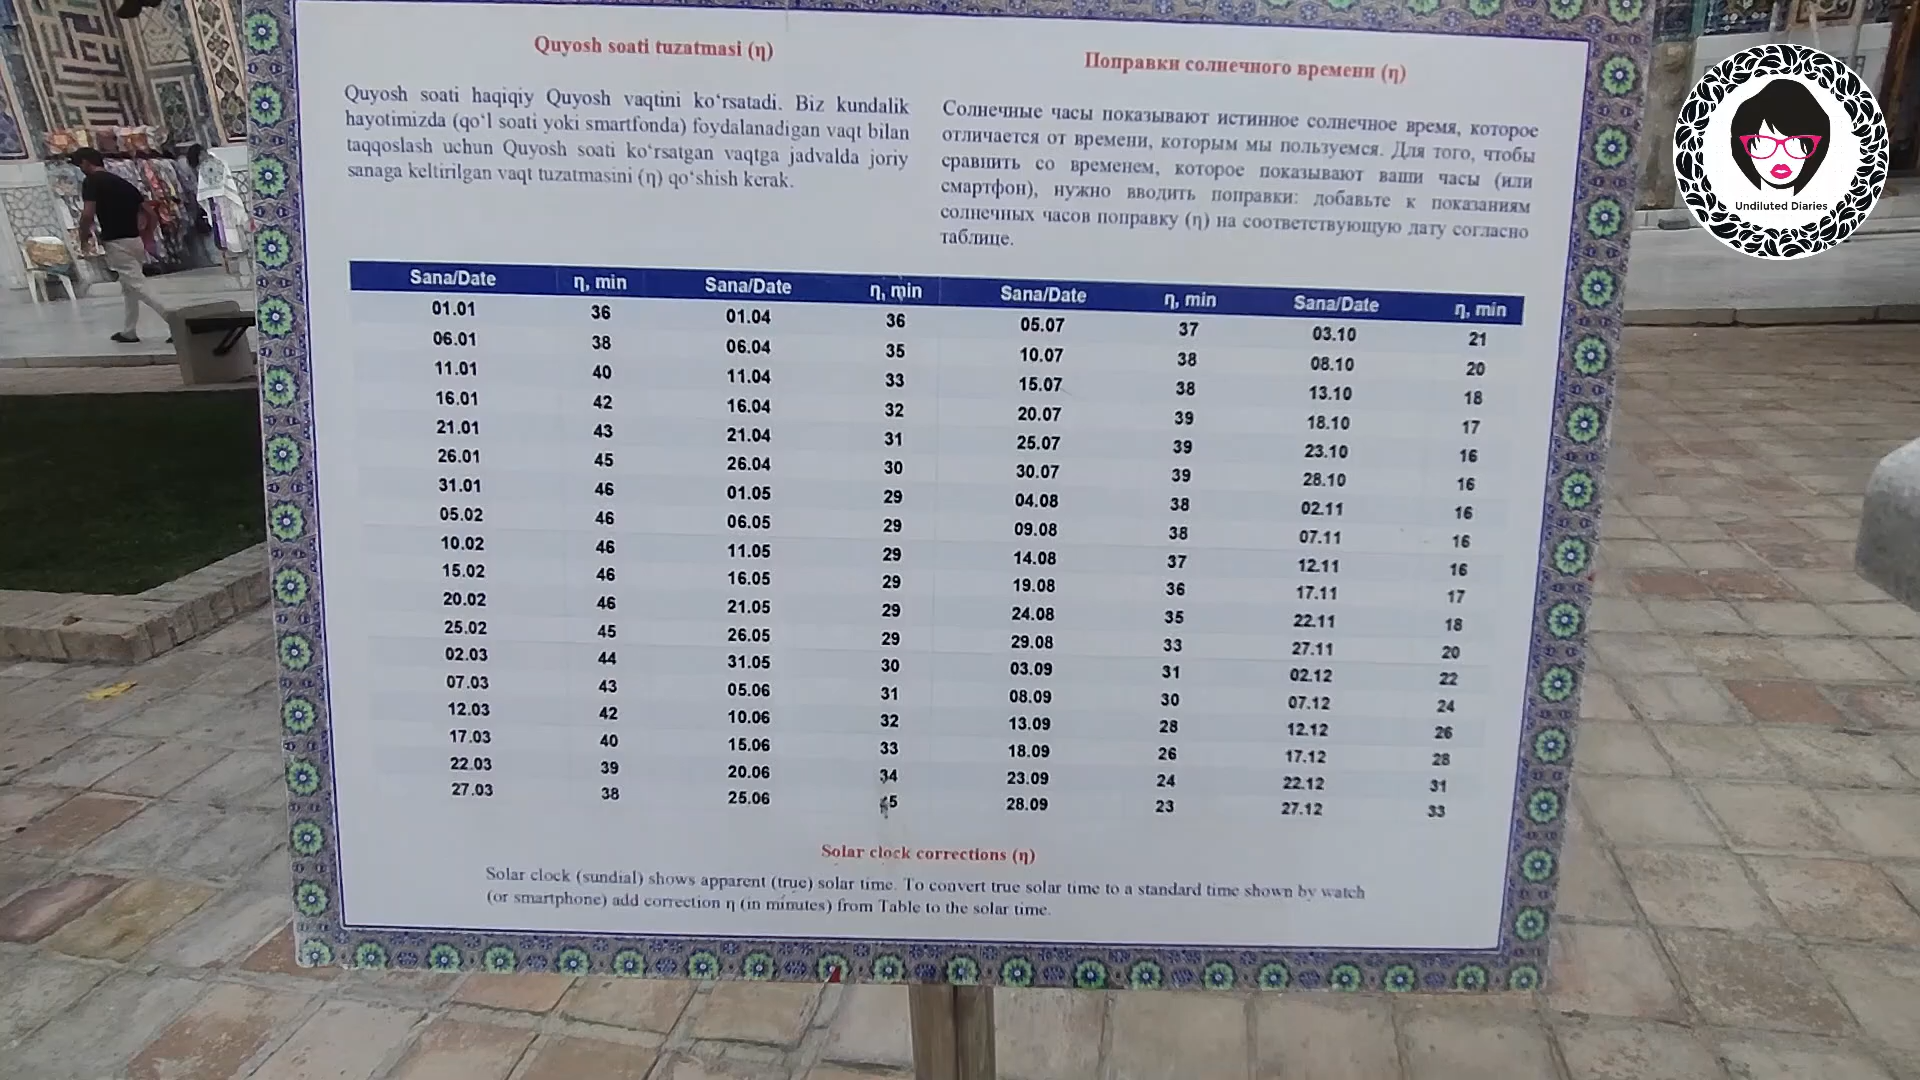 Quyosh soati tuzatmasi (η)
Quyosh soati haqiqiy Quyosh vaqtini ko‘rsatadi. Biz kundalik
hayotimizda (qo‘l soati yoki smartfonda) foydalanadigan vaqt bilan
taqqoslash uchun Quyosh soati ko‘rsatgan vaqtga jadvalda joriy
sanaga keltirilgan vaqt tuzatmasini (η) qo‘shish kerak.
Поправки солнечного времени (η)
Солнечные часы показывают истинное солнечное время, которое
отличается от времени, которым мы пользуемся. Для того, чтобы
сравнить со временем, которое показывают ваши часы (или
смартфон), нужно вводить поправки: добавьте к показаниям
солнечных часов поправку (η) на соответствующую дату согласно
таблице.
Sana/Date η, min Sana/Date η, min Sana/Date η, min Sana/Date η, min
01.01 36 01.04 36 05.07 37 03.10 21
06.01 38 06.04 35 10.07 38 08.10 20
11.01 40 11.04 33 15.07 38 13.10 18
16.01 42 16.04 32 20.07 39 18.10 17
21.01 43 21.04 31 25.07 39 23.10 16
26.01 45 26.04 30 30.07 39 28.10 16
31.01 46 01.05 29 04.08 38 02.11 16
05.02 46 06.05 29 09.08 38 07.11 16
10.02 46 11.05 29 14.08 37 12.11 16
15.02 46 16.05 29 19.08 36 17.11 17
20.02 46 21.05 29 24.08 35 22.11 18
25.02 45 26.05 29 29.08 33 27.11 20
02.03 44 31.05 30 03.09 31 02.12 22
07.03 43 05.06 31 08.09 30 07.12 24
12.03 42 10.06 32 13.09 28 12.12 26
17.03 40 15.06 33 18.09 26 17.12 28
22.03 39 20.06 34 23.09 24 22.12 31
27.03 38 25.06 28.09 23 27.12 33
Solar clock corrections (η)
Solar clock (sundial) shows apparent (true) solar time. To convert true solar time to a standard time shown by watch
(or smartphone) add correction η (in minutes) from Table to the solar time.
Undiluted Diaries